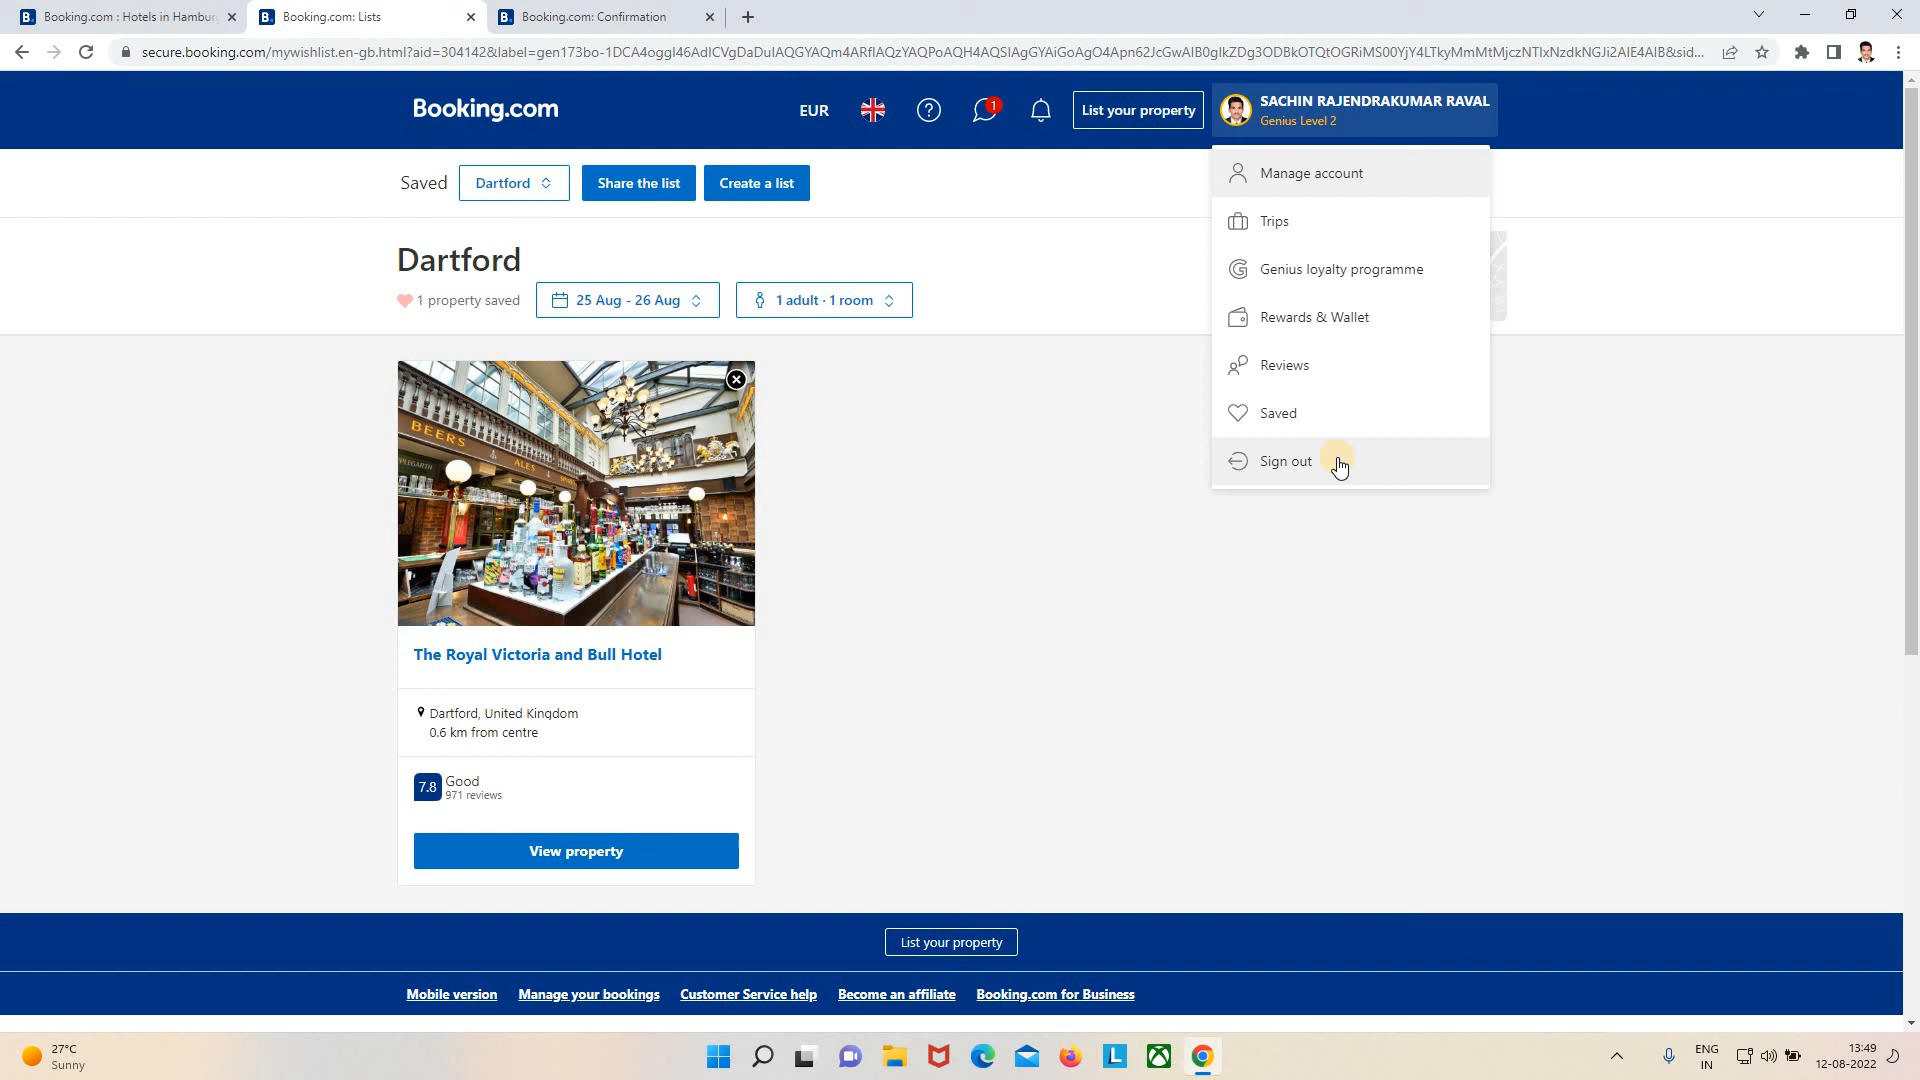 Booking.com : Hotels in Hambur
Booking.com: Lists
Booking.com: Confirmation
secure.booking.com/mywishlist.en-gb.html?aid=304142&label=gen173bo-1DCA4oggI46AdICVgDaDuIAQGYAQm4ARfIAQzYAQPoAQH4AQSIAgGYAiGoAgO4Apn62JcGwAIB0gIkZDg3ODBkOTQtOGRiMS00YjY4LTkyMmMtMjczNTIxNzdkNGJi2AIE4AIB&sid...
Booking.com
EUR
1
List your property
SACHIN RAJENDRAKUMAR RAVAL
Genius Level 2
Saved
Dartford
Share the list
Create a list
Manage account
Trips
Genius loyalty programme
Rewards & Wallet
Reviews
Saved
Sign out
Dartford
1 property saved
25 Aug - 26 Aug
1 adult · 1 room
BEERS
ALES
The Royal Victoria and Bull Hotel
Dartford, United Kingdom
0.6 km from centre
7.8
Good
971 reviews
View property
List your property
Mobile version
Manage your bookings
Customer Service help
Become an affiliate
Booking.com for Business
27°C
Sunny
ENG
IN
13:49
12-08-2022